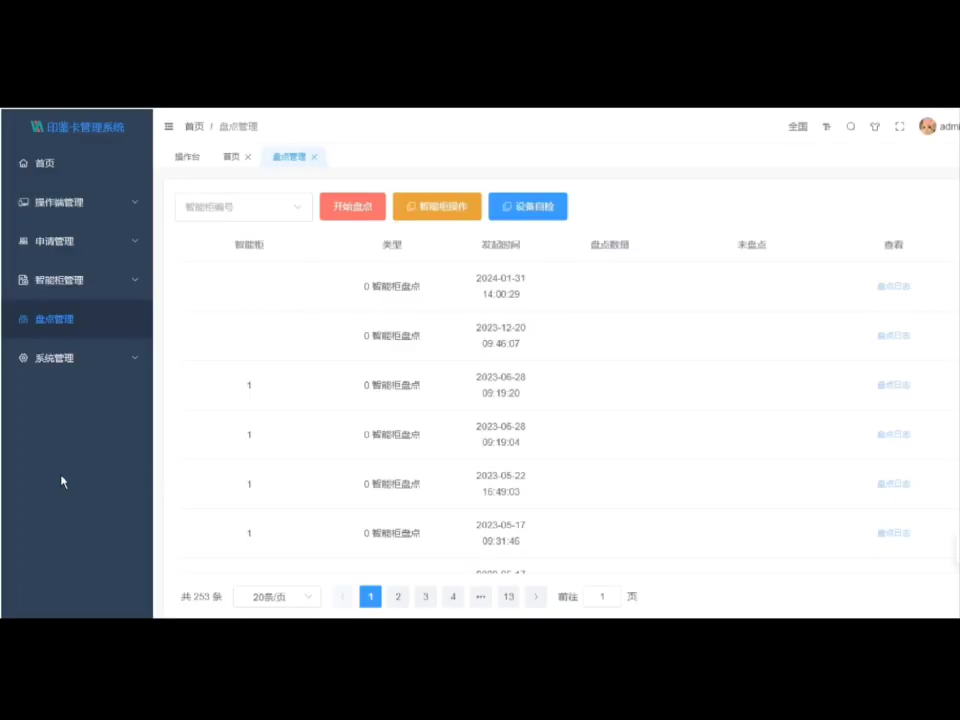 印鉴卡管理系统
首页 / 盘点管理
全国
admi
操作台 首页 盘点管理
首页
操作端管理
申请管理
智能柜管理
盘点管理
系统管理
智能柜编号 开始盘点 智能柜操作 设备自检
智能柜 类型 发起时间 盘点数量 未盘点 查看
0 智能柜盘点 2024-01-31 14:00:29 盘点日志
0 智能柜盘点 2023-12-20 09:46:07 盘点日志
1 0 智能柜盘点 2023-06-28 09:19:20 盘点日志
1 0 智能柜盘点 2023-06-28 09:19:04 盘点日志
1 0 智能柜盘点 2023-05-22 16:49:03 盘点日志
1 0 智能柜盘点 2023-05-17 09:31:46 盘点日志
共 253 条 20条/页 1 2 3 4 ••• 13 前往 1 页